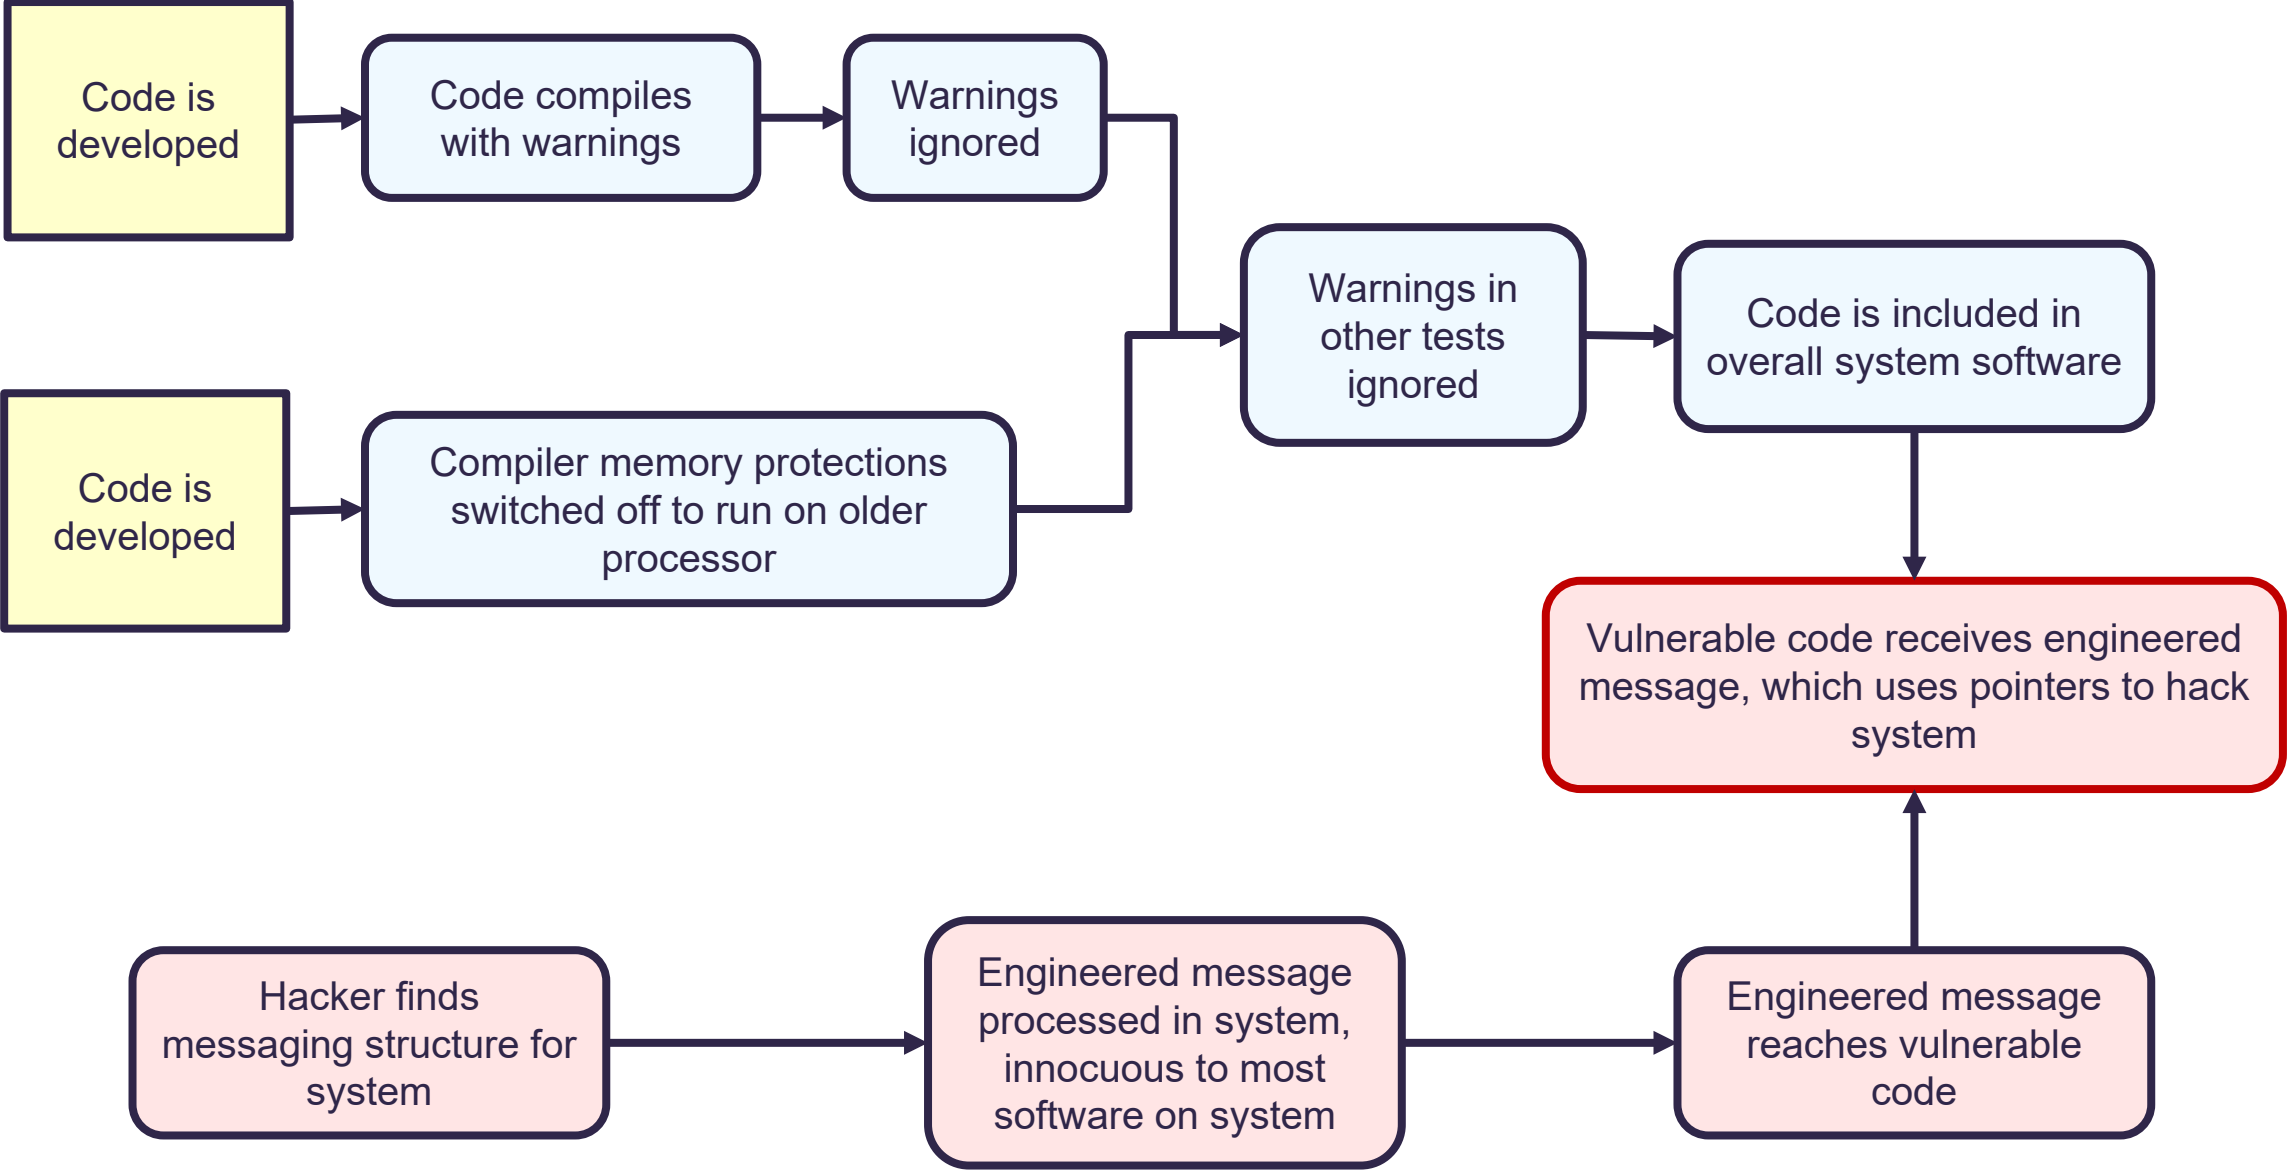 Code is
developed
Code compiles
with warnings
Warnings
ignored
Warnings in
other tests
ignored
Code is included in
overall system software
Code is
developed
Compiler memory protections
switched off to run on older
processor
Vulnerable code receives engineered
message, which uses pointers to hack
system
Hacker finds
messaging structure for
system
Engineered message
processed in system,
innocuous to most
software on system
Engineered message
reaches vulnerable
code